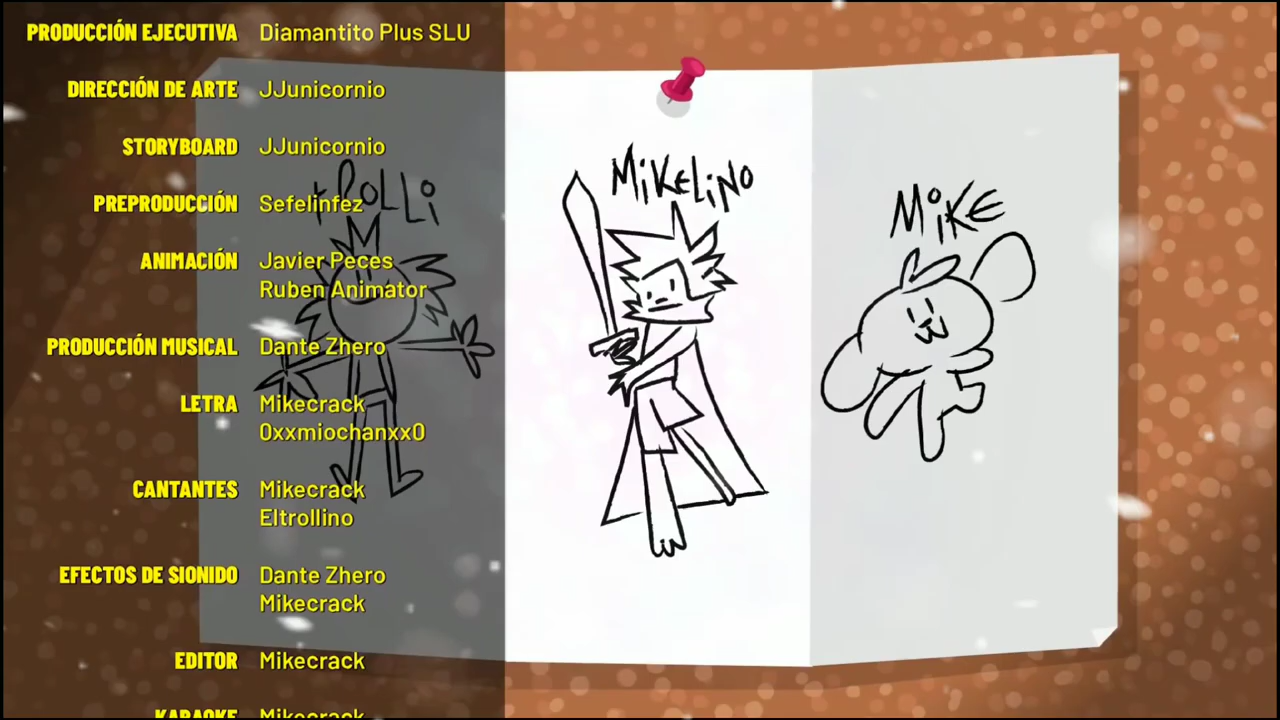 PRODUCCIÓN EJECUTIVA Diamantito Plus SLU
DIRECCIÓN DE ARTE JJunicornio
STORYBOARD JJunicornio
PREPRODUCCIÓN Sefelinfez
ANIMACIÓN Javier Peces
Ruben Animator
PRODUCCIÓN MUSICAL Dante Zhero
LETRA Mikecrack
0xxmiochanxx0
CANTANTES Mikecrack
Eltrollino
EFECTOS DE SIONIDO Dante Zhero
Mikecrack
EDITOR Mikecrack
KARAOKE Mikecrack
tROLLi
MiKELiNO
MiKE